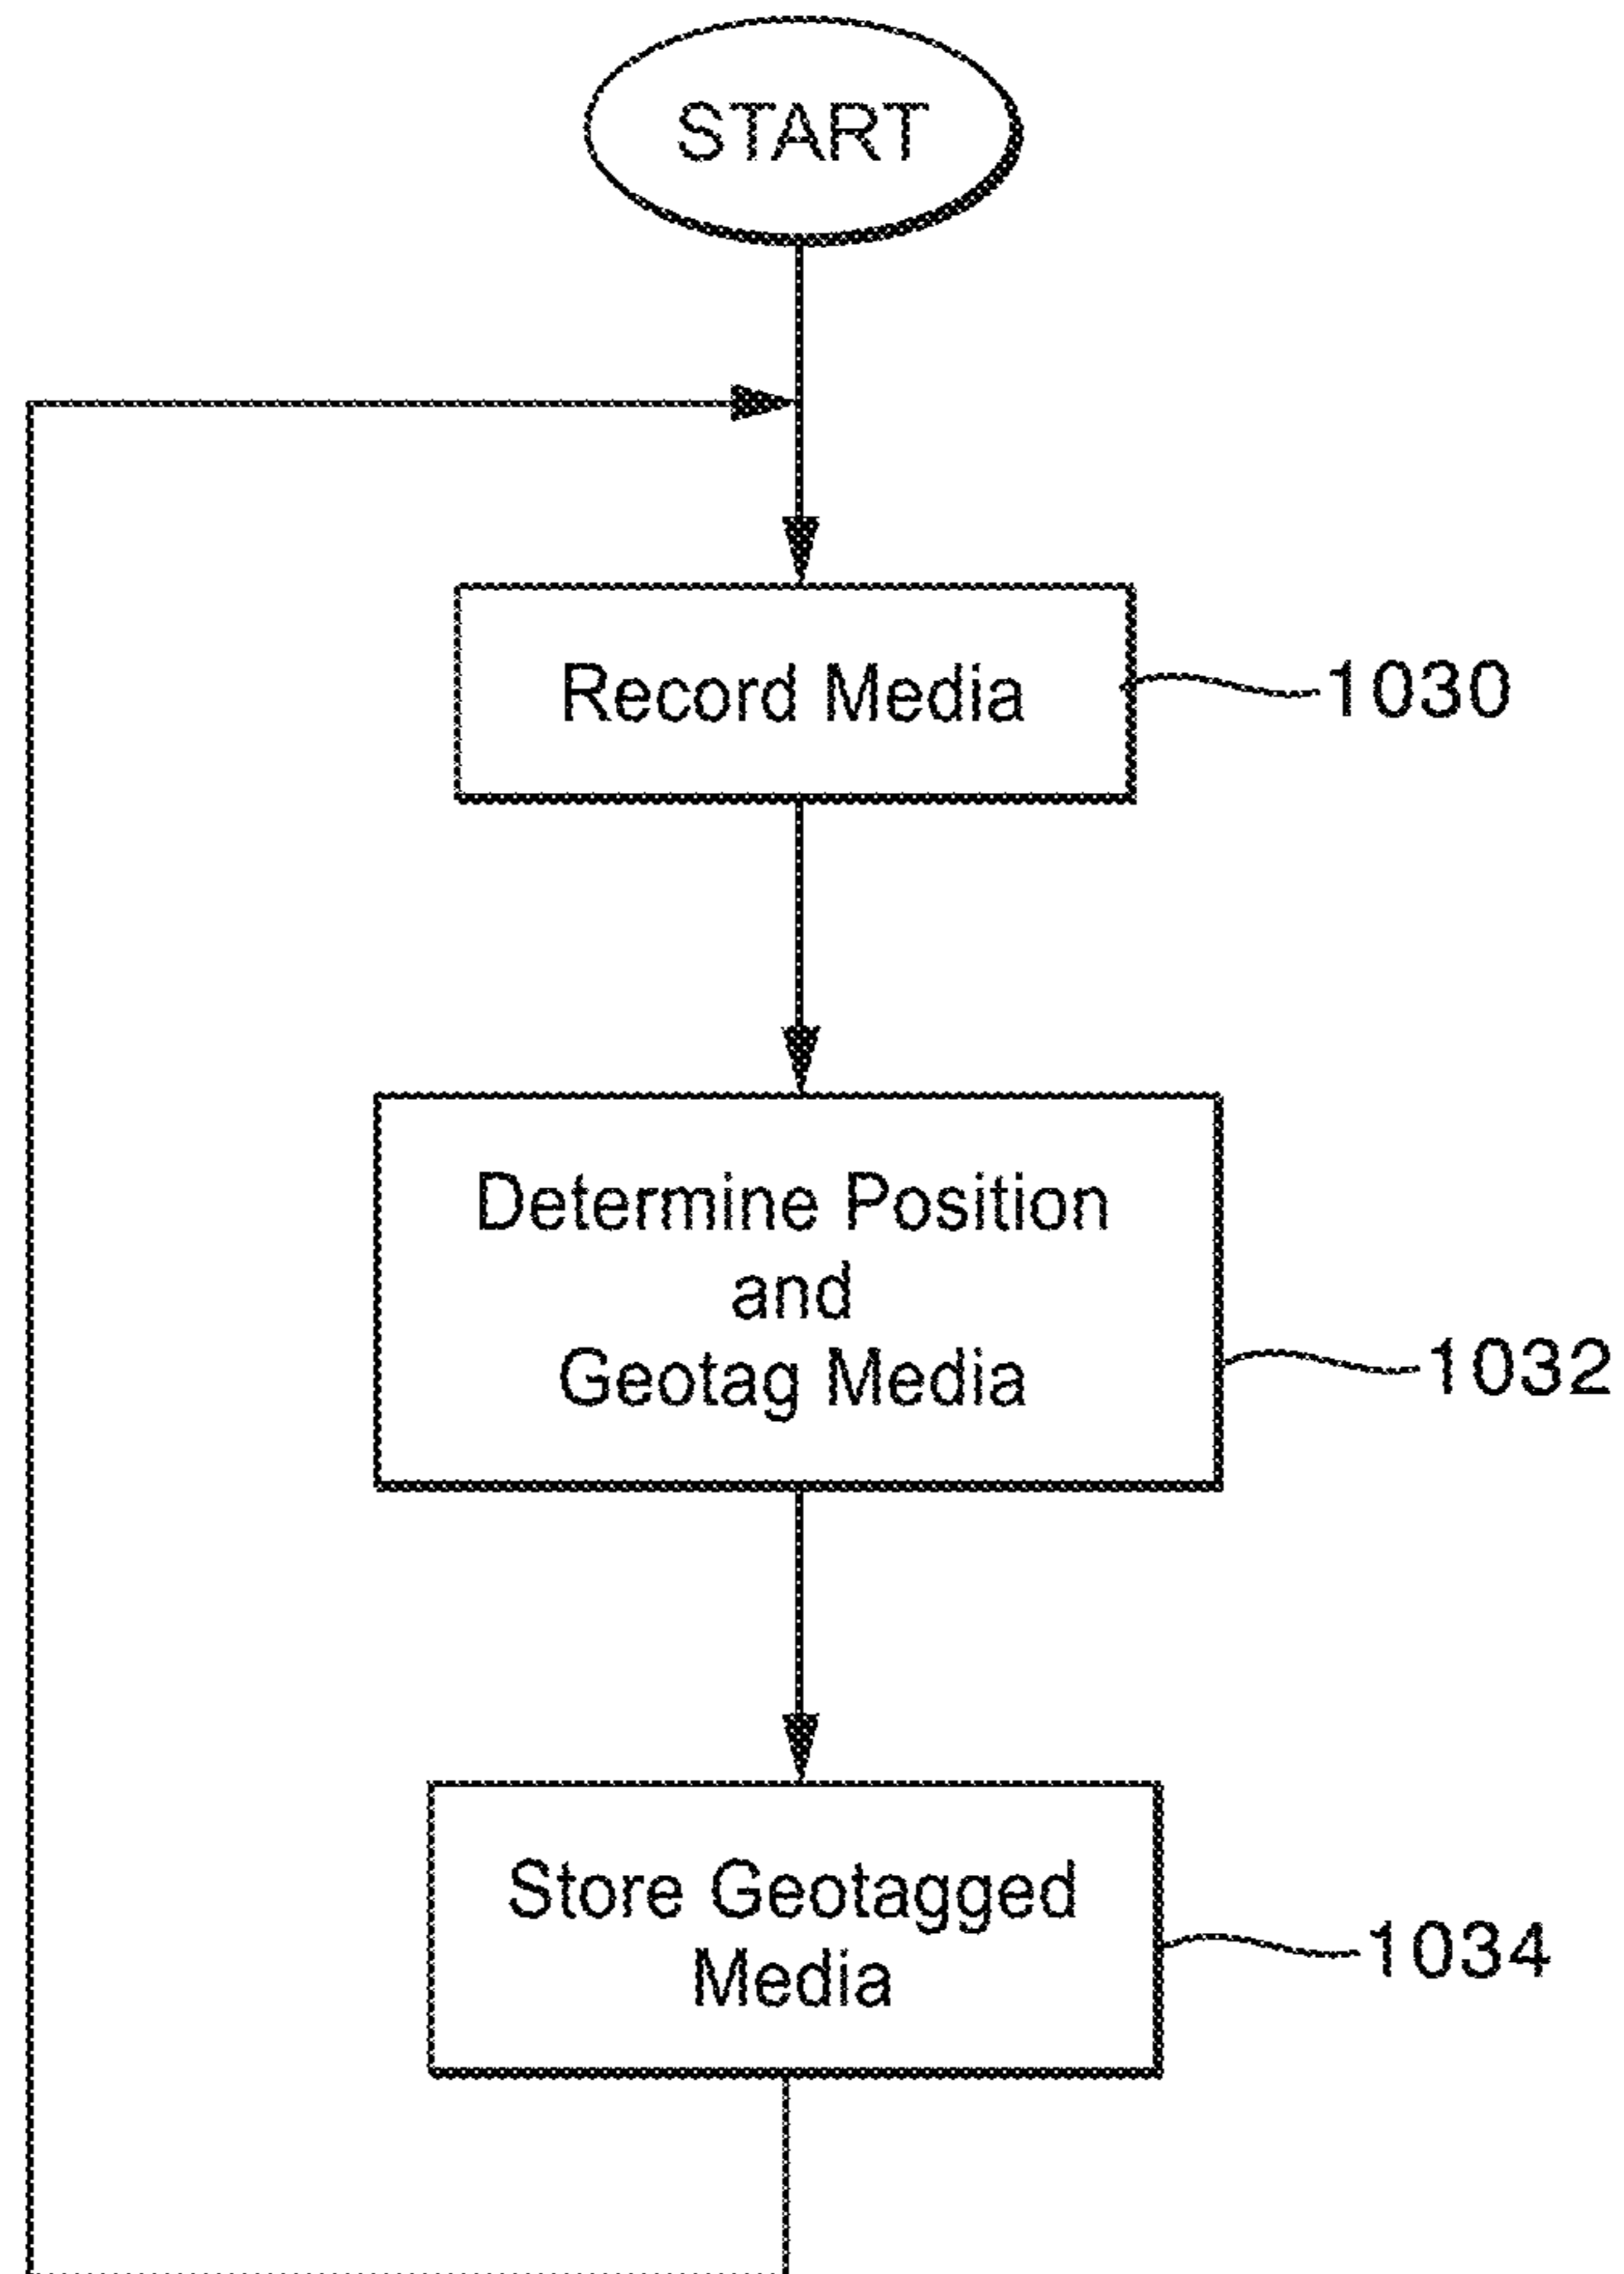 START
Record Media
1030
Determine Position
and
Geotag Media
1032
Store Geotagged
Media
1034